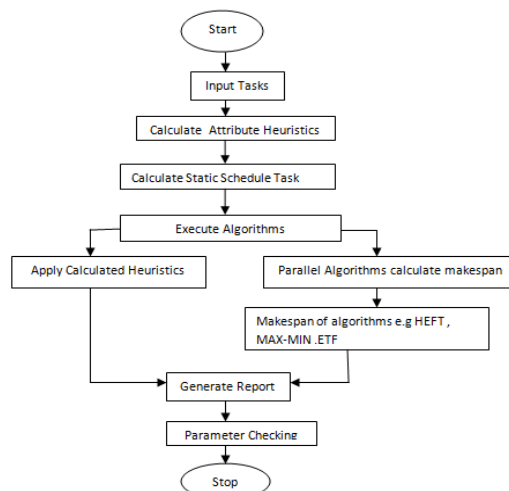 Start
Input Tasks
Calculate Attribute Heuristics
Calculate Static Schedule Task
Execute Algorithms
Apply Calculated Heuristics
Parallel Algorithms calculate makespan
Makespan of algorithms e.g HEFT ,
MAX-MIN .ETF
Generate Report
Parameter Checking
Stop